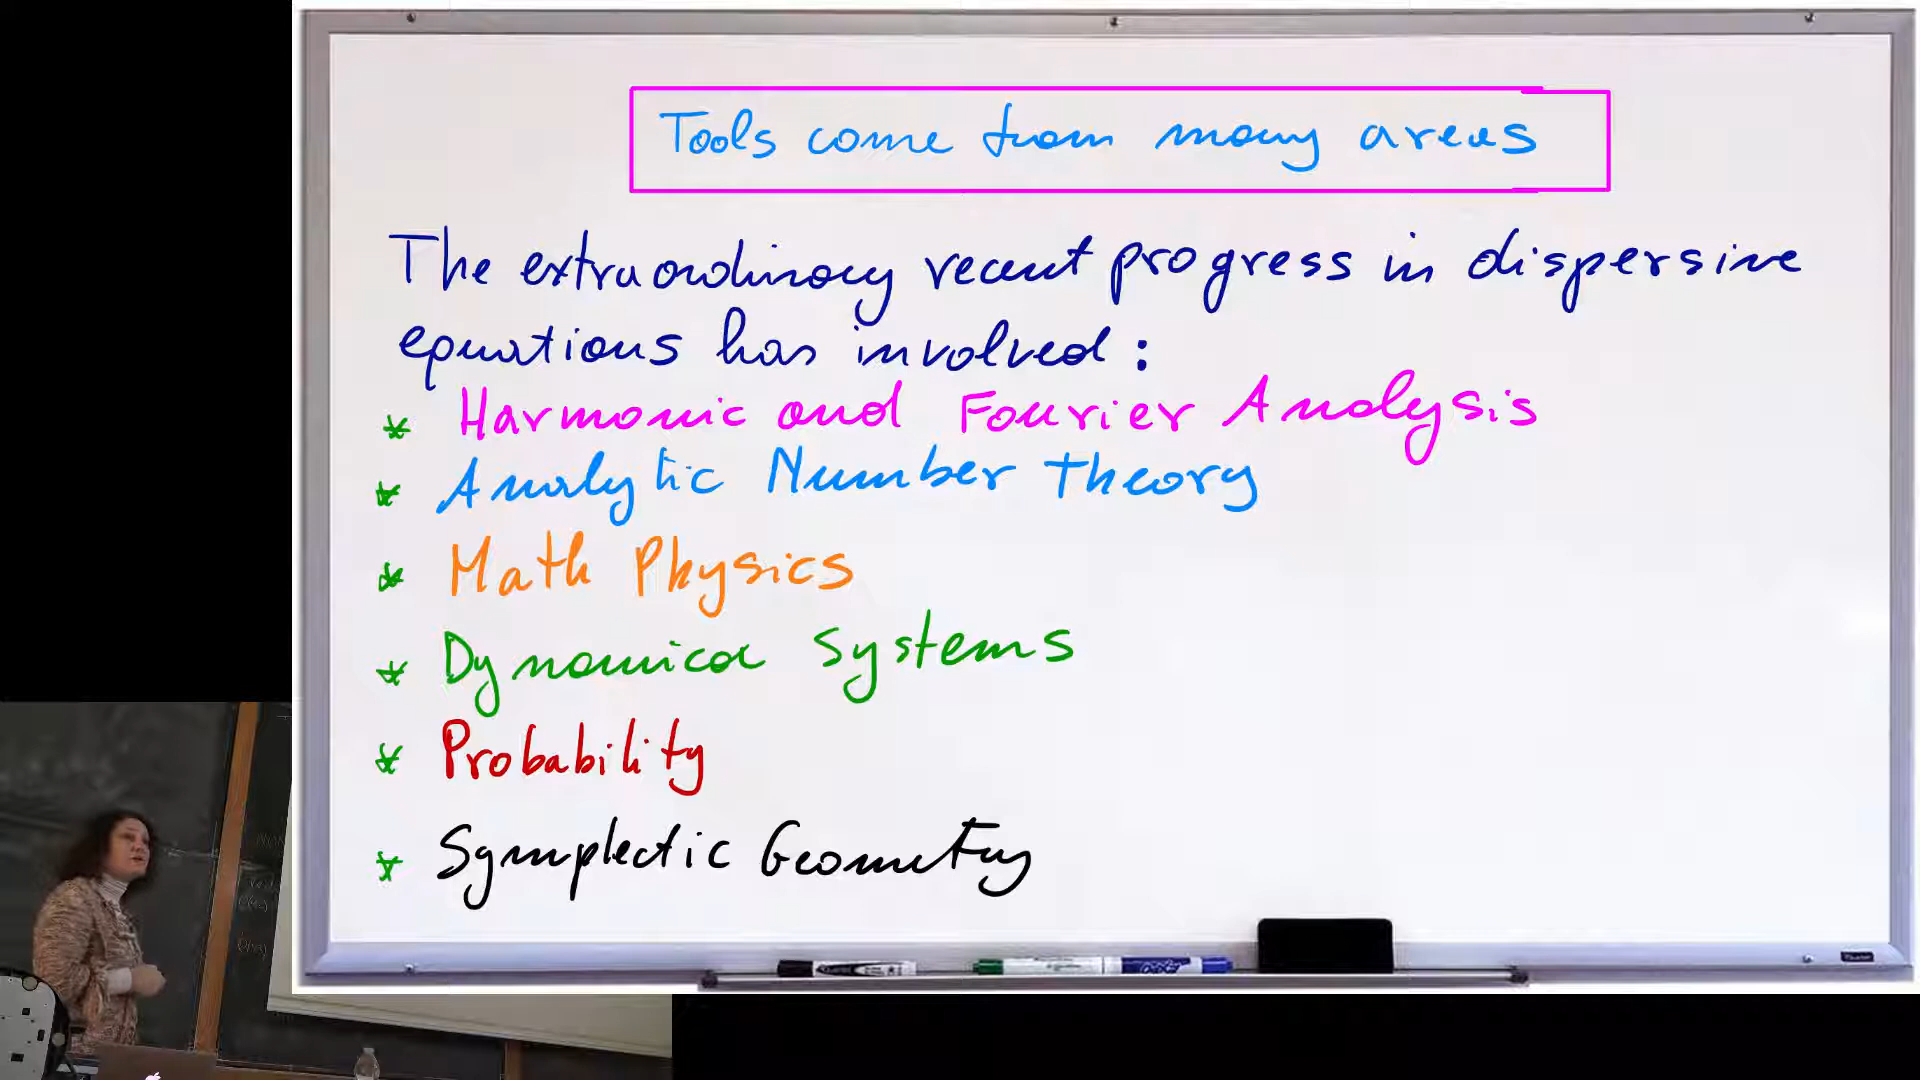 Tools come from many areas
The extraordinary recent progress in dispersive
equations has involved:
* Harmonic and Fourier Analysis
* Analytic Number Theory
* Math Physics
* Dynamical Systems
* Probability
* Symplectic Geometry